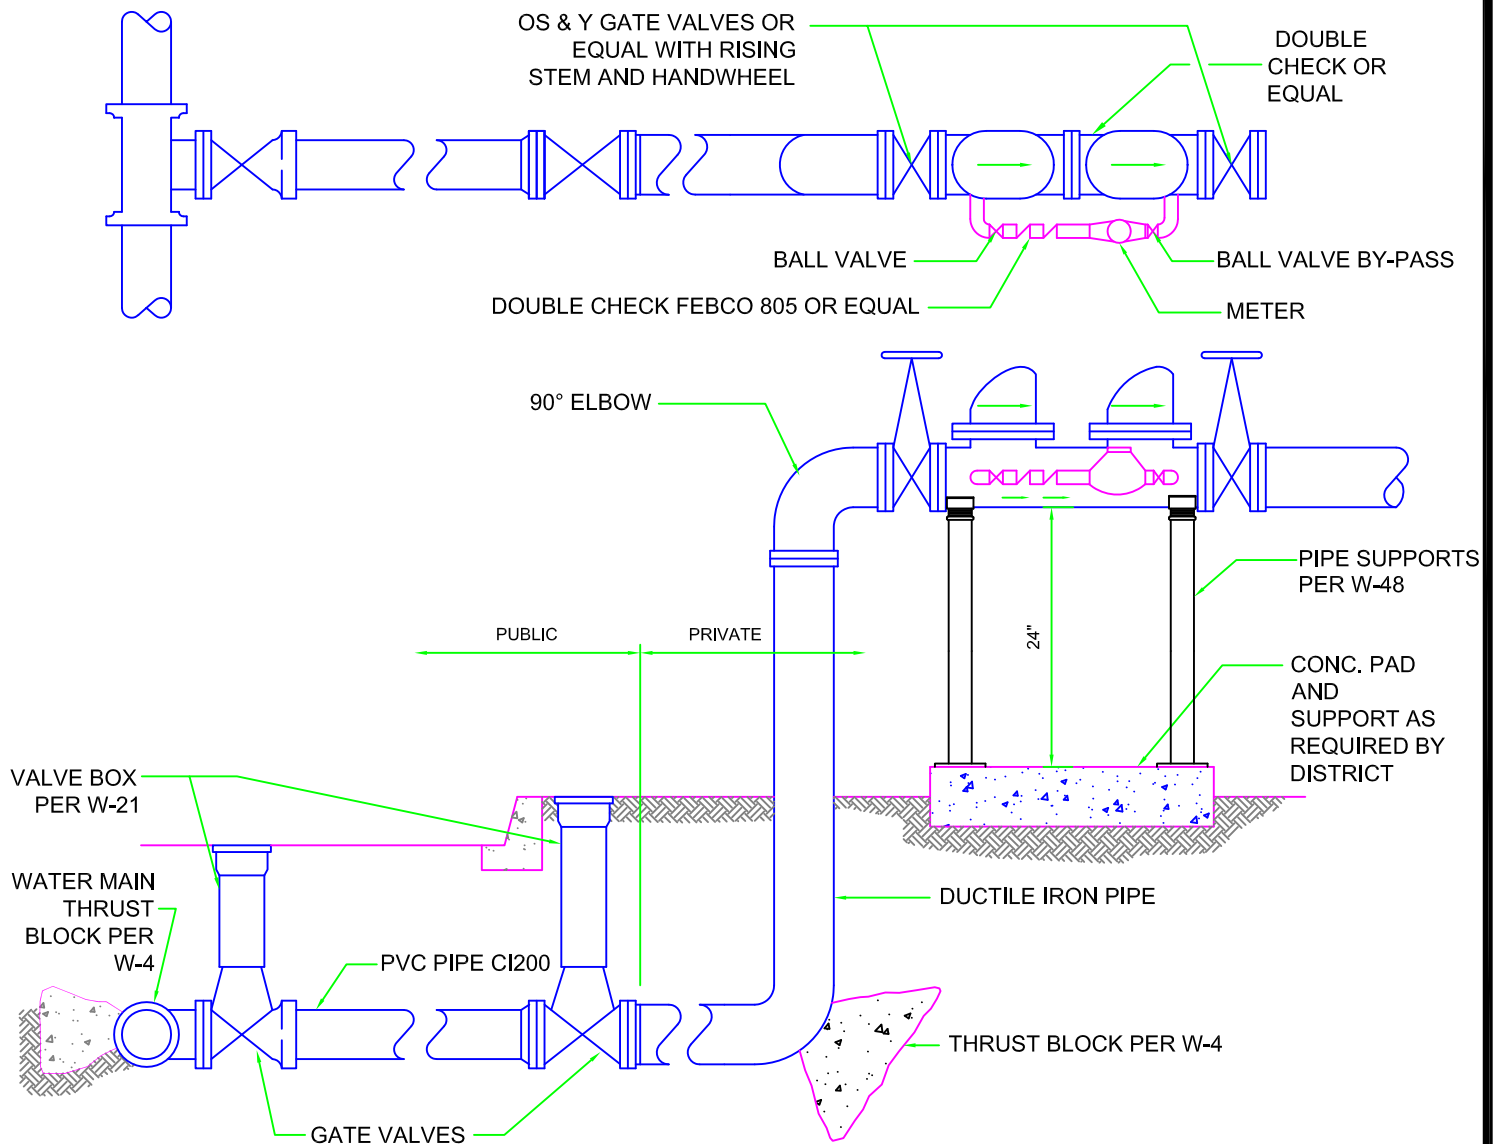 OS & Y GATE VALVES OR
EQUAL WITH RISING
STEM AND HANDWHEEL
DOUBLE
CHECK OR
EQUAL
BALL VALVE
BALL VALVE BY-PASS
DOUBLE CHECK FEBCO 805 OR EQUAL
METER
90° ELBOW
PIPE SUPPORTS
PER W-48
PUBLIC
PRIVATE
24"
CONC. PAD
AND
SUPPORT AS
REQUIRED BY
DISTRICT
VALVE BOX
PER W-21
WATER MAIN
THRUST
BLOCK PER
W-4
DUCTILE IRON PIPE
PVC PIPE Cl200
THRUST BLOCK PER W-4
GATE VALVES